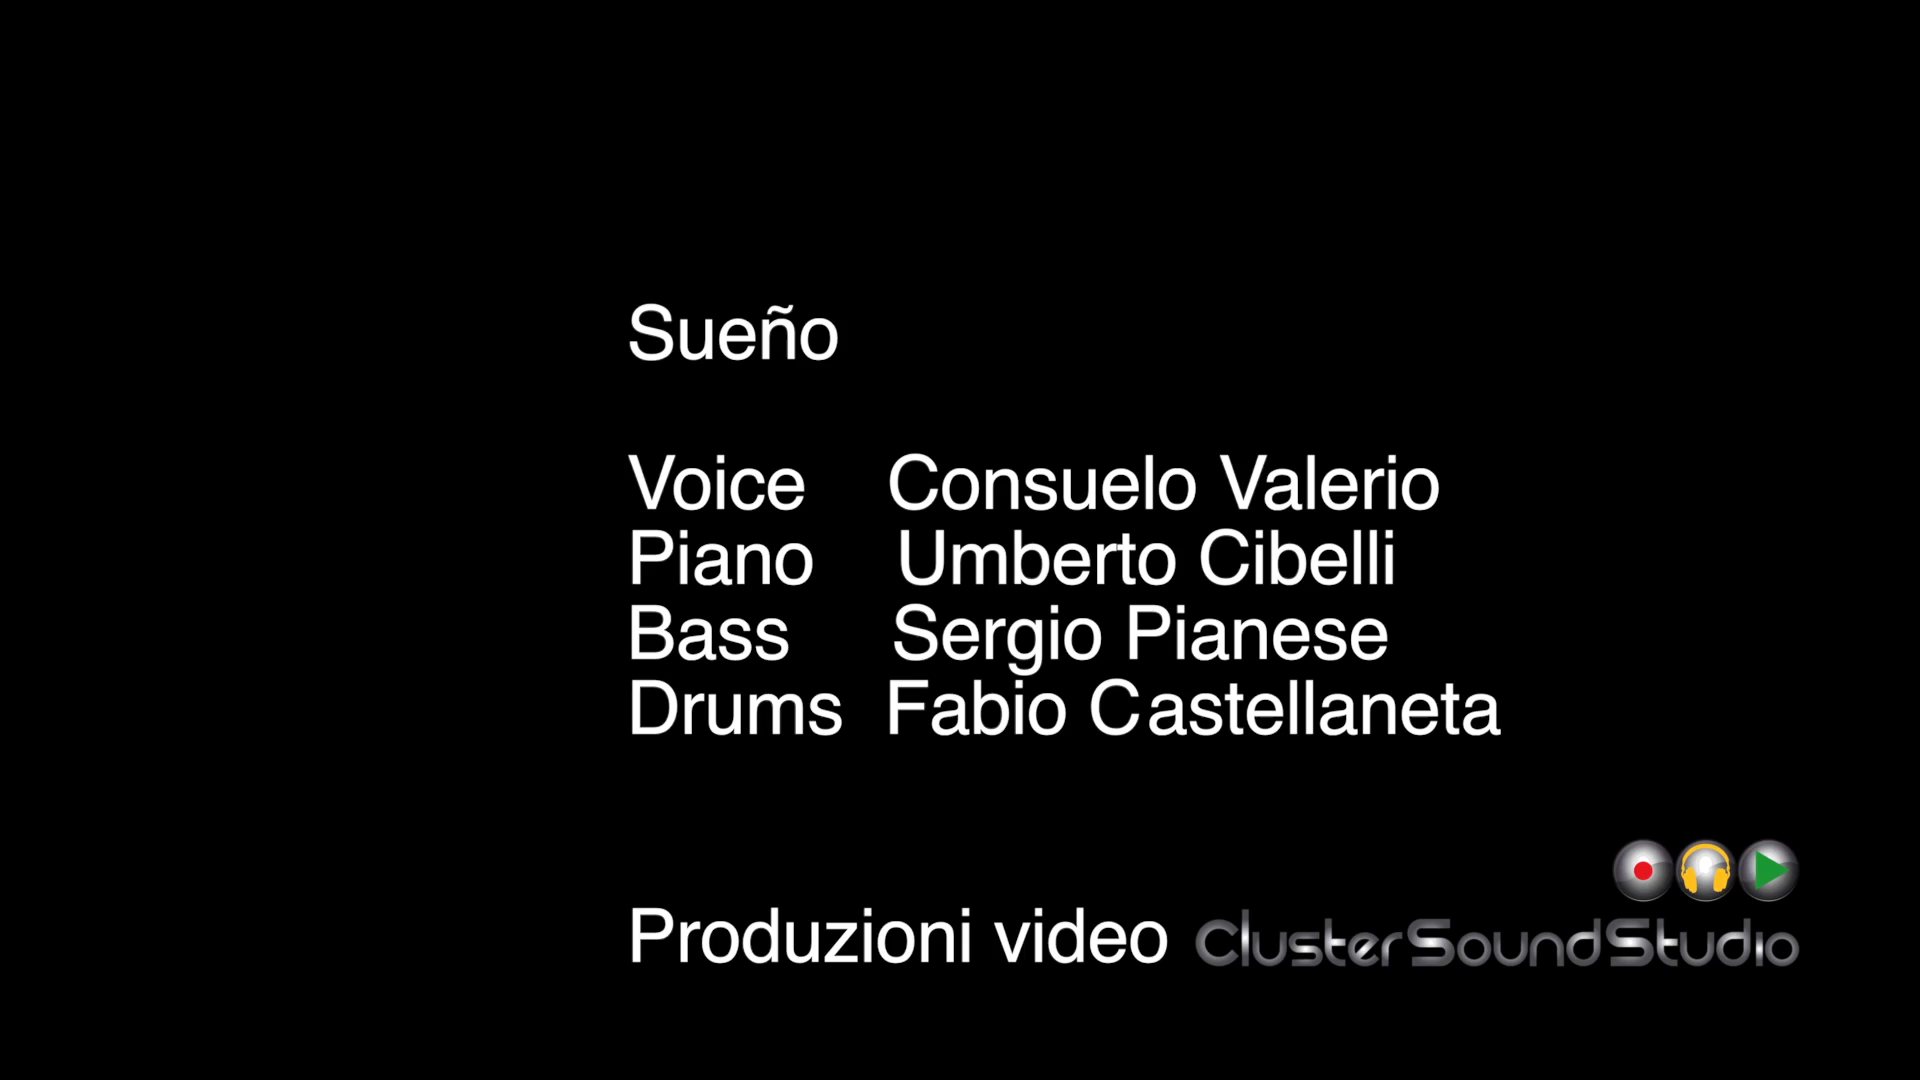 Sueño
Voice Consuelo Valerio
Piano Umberto Cibelli
Bass Sergio Pianese
Drums Fabio Castellaneta
Produzioni video ClusterSoundStudio